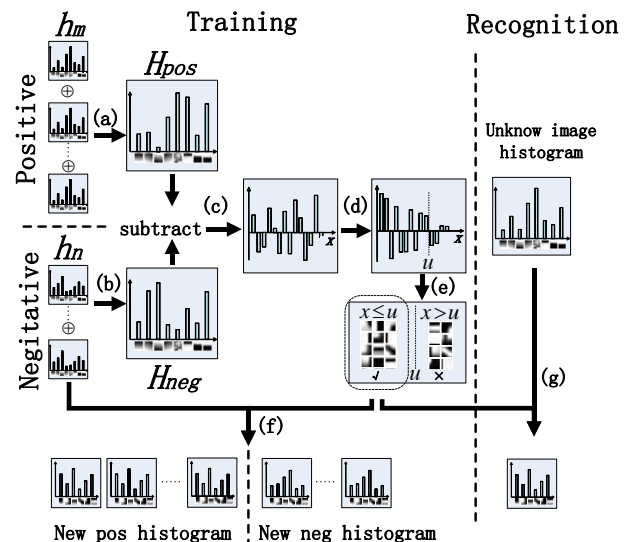 Training
Recognition
hm
Hpos
Positive
(a)
Unknow image
histogram
(c)
(d)
subtract
x
x
u
hn
Negitative
(b)
(e)
x≤u
x>u
√
u
×
Hneg
(g)
(f)
New pos histogram
New neg histogram